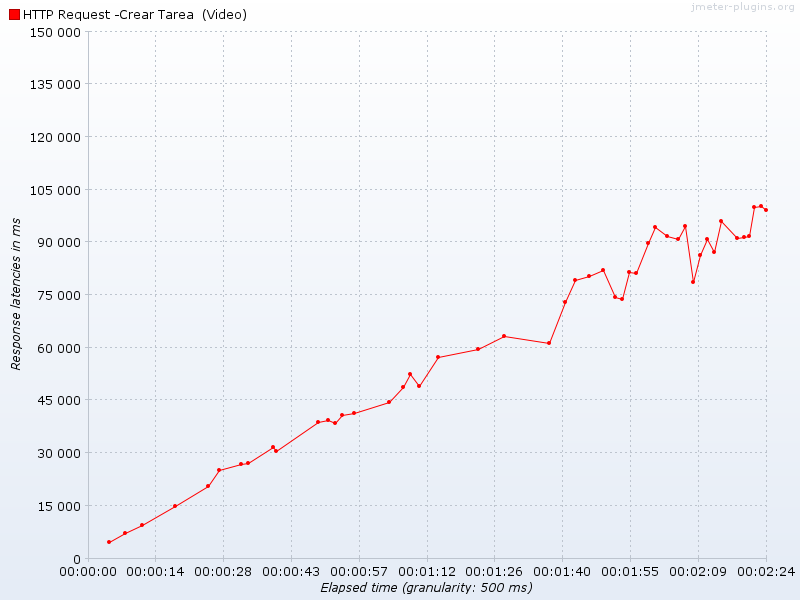 jmeter-plugins.org
HTTP Request -Crear Tarea  (Video)
150 000
135 000
120 000
105 000
90 000
75 000
60 000
45 000
30 000
15 000
0
Response latencies in ms
00:00:00 00:00:14 00:00:28 00:00:43 00:00:57 00:01:12 00:01:26 00:01:40 00:01:55 00:02:09 00:02:24
Elapsed time (granularity: 500 ms)